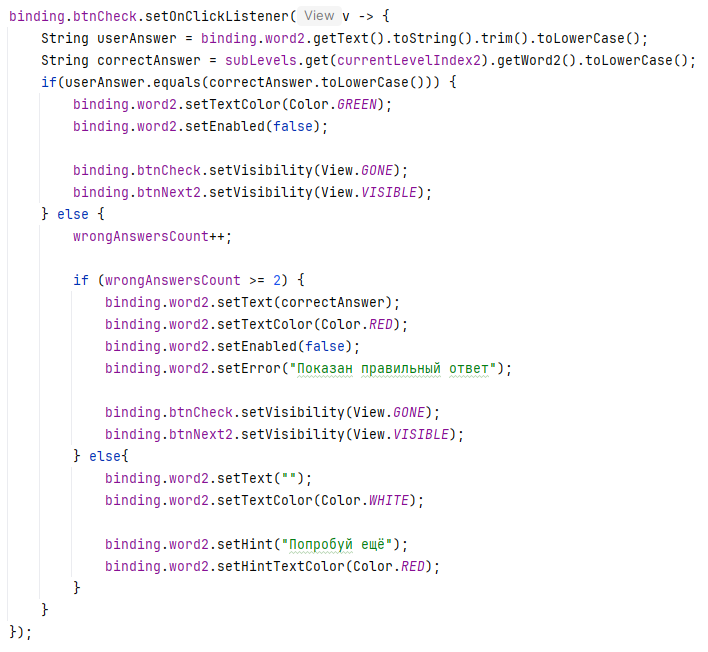 binding.btnCheck.setOnClickListener( View v -> {
    String userAnswer = binding.word2.getText().toString().trim().toLowerCase();
    String correctAnswer = subLevels.get(currentLevelIndex2).getWord2().toLowerCase();
    if(userAnswer.equals(correctAnswer.toLowerCase())) {
        binding.word2.setTextColor(Color.GREEN);
        binding.word2.setEnabled(false);

        binding.btnCheck.setVisibility(View.GONE);
        binding.btnNext2.setVisibility(View.VISIBLE);
    } else {
        wrongAnswersCount++;

        if (wrongAnswersCount >= 2) {
            binding.word2.setText(correctAnswer);
            binding.word2.setTextColor(Color.RED);
            binding.word2.setEnabled(false);
            binding.word2.setError("Показан правильный ответ");

            binding.btnCheck.setVisibility(View.GONE);
            binding.btnNext2.setVisibility(View.VISIBLE);
        } else{
            binding.word2.setText("");
            binding.word2.setTextColor(Color.WHITE);

            binding.word2.setHint("Попробуй ещё");
            binding.word2.setHintTextColor(Color.RED);
        }
    }
});